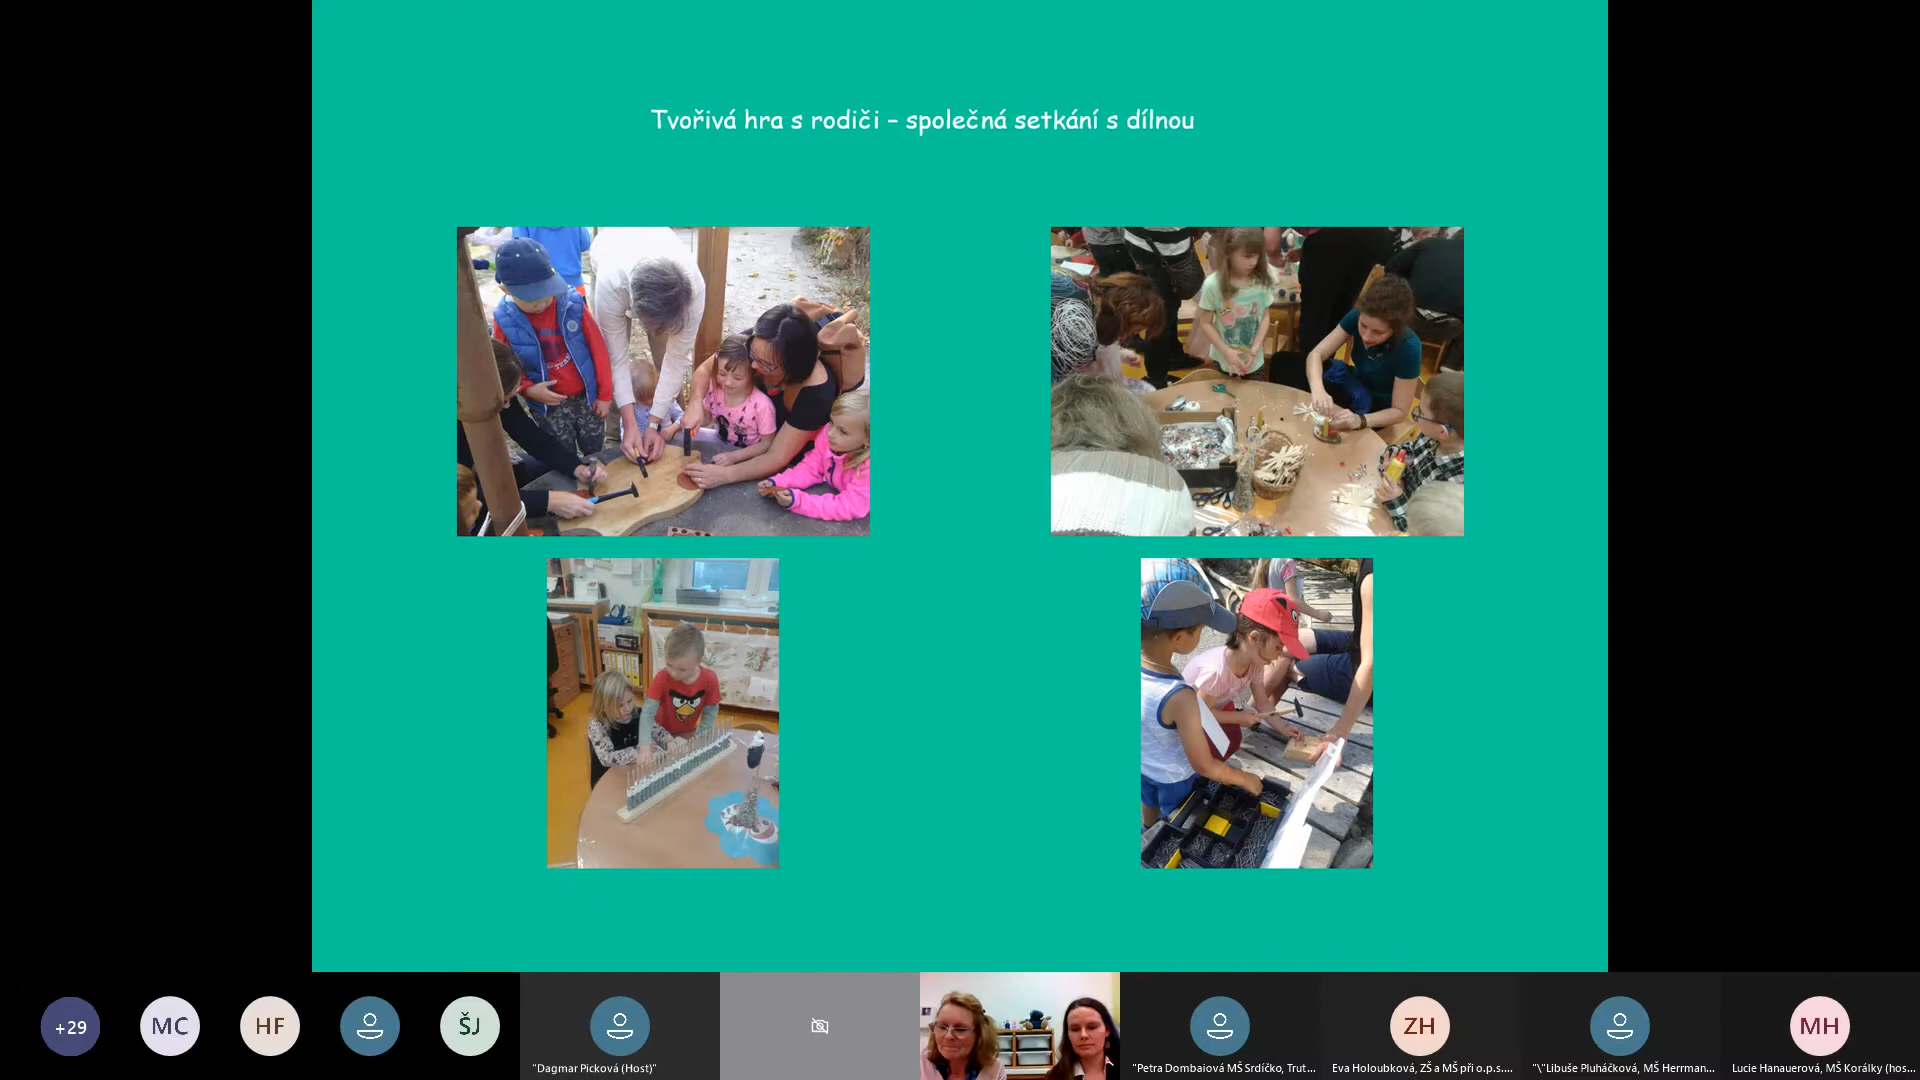 Tvořivá hra s rodiči – společná setkání s dílnou
+29
MC
HF
ŠJ
ZH
MH
"Dagmar Picková (Host)"
"Petra Dombaiová MŠ Srdíčko, Trut...
Eva Holoubková, ZŠ a MŠ při o.p.s....
"\"Libuše Pluháčková, MŠ Herrman...
Lucie Hanauerová, MŠ Korálky (hos...